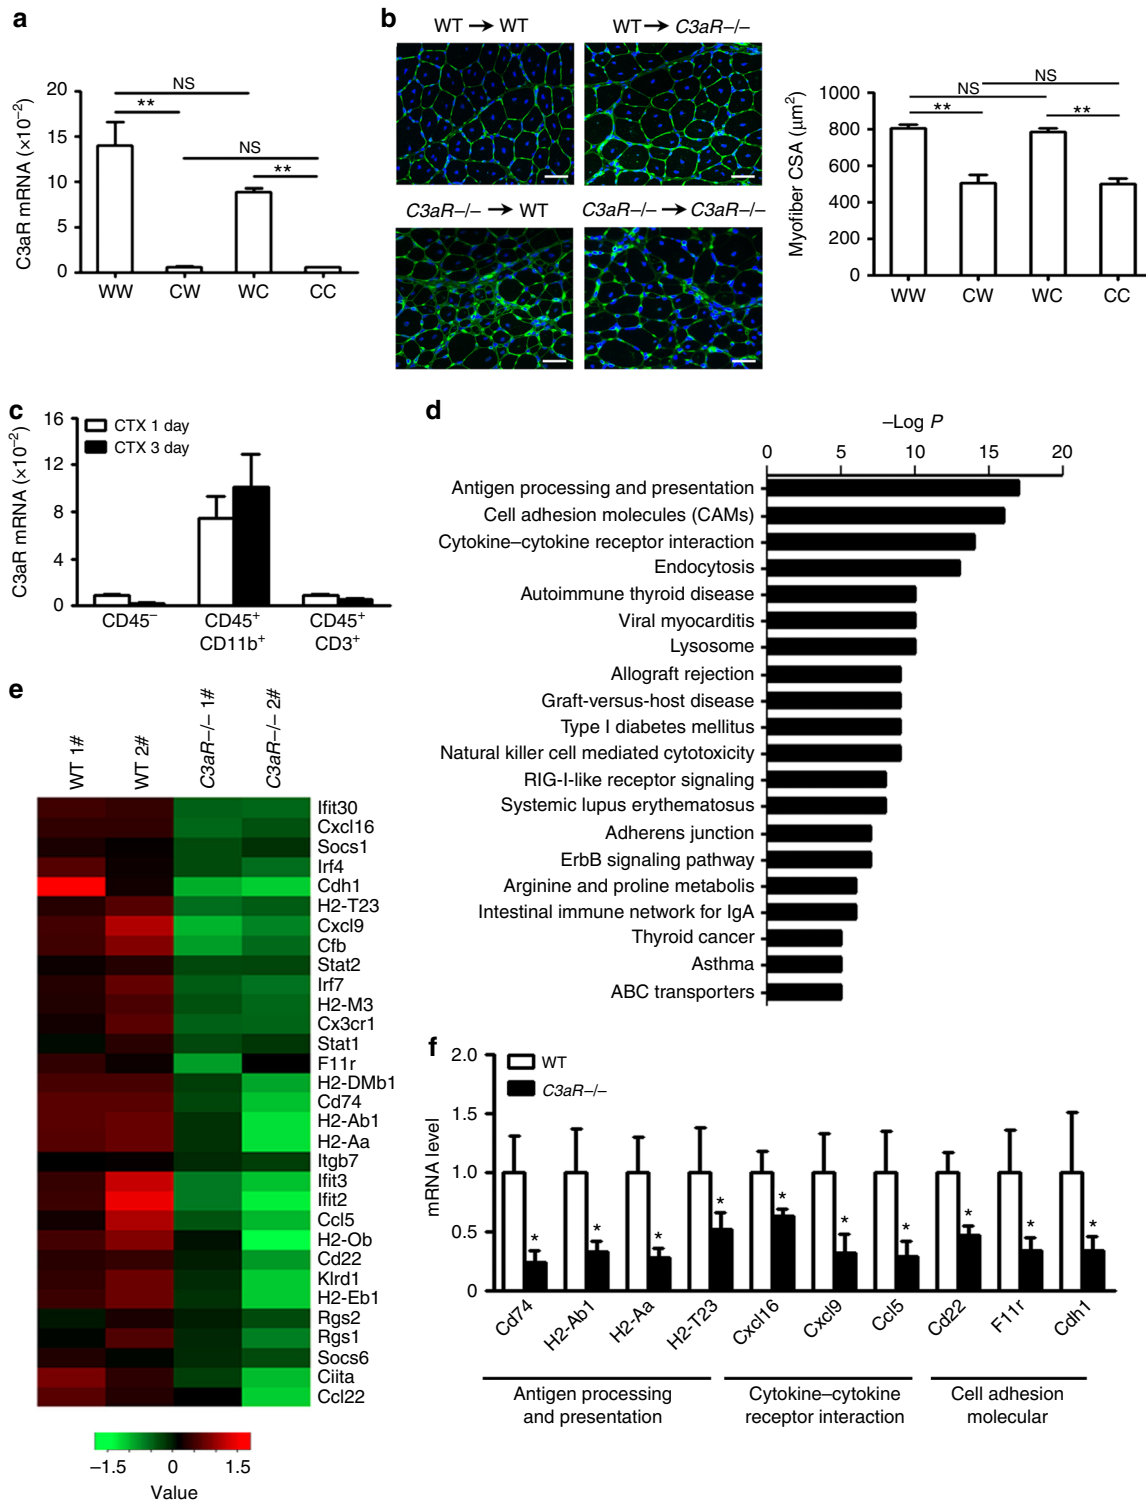 a
20
15
10
5
0
C3aR mRNA (×10⁻²)
NS
**
NS
**
WW CW WC CC
b
WT → WT
WT → C3aR–/–
C3aR–/– → WT
C3aR–/– → C3aR–/–
Myofiber CSA (µm²)
1000
800
600
400
200
0
NS
NS
**
**
WW CW WC CC
c
C3aR mRNA (×10⁻²)
16
12
8
4
0
CTX 1 day
CTX 3 day
CD45⁻
CD45⁺
CD11b⁺
CD45⁺
CD3⁺
d
–Log P
0 5 10 15 20
Antigen processing and presentation
Cell adhesion molecules (CAMs)
Cytokine–cytokine receptor interaction
Endocytosis
Autoimmune thyroid disease
Viral myocarditis
Lysosome
Allograft rejection
Graft-versus-host disease
Type I diabetes mellitus
Natural killer cell mediated cytotoxicity
RIG-I-like receptor signaling
Systemic lupus erythematosus
Adherens junction
ErbB signaling pathway
Arginine and proline metabolis
Intestinal immune network for IgA
Thyroid cancer
Asthma
ABC transporters
e
WT 1#
WT 2#
C3aR–/– 1#
C3aR–/– 2#
Ifit30
Cxcl16
Socs1
Irf4
Cdh1
H2-T23
Cxcl9
Cfb
Stat2
Irf7
H2-M3
Cx3cr1
Stat1
F11r
H2-DMb1
Cd74
H2-Ab1
H2-Aa
Itgb7
Ifit3
Ifit2
Ccl5
H2-Ob
Cd22
Klrd1
H2-Eb1
Rgs2
Rgs1
Socs6
Ciita
Ccl22
–1.5 0 1.5
Value
f
mRNA level
2.0
1.5
1.0
0.5
0
WT
C3aR–/–
* * * * * * * * * *
Cd74 H2-Ab1 H2-Aa H2-T23 Cxcl16 Cxcl9 Ccl5 Cd22 F11r Cdh1
Antigen processing
and presentation
Cytokine–cytokine
receptor interaction
Cell adhesion
molecular